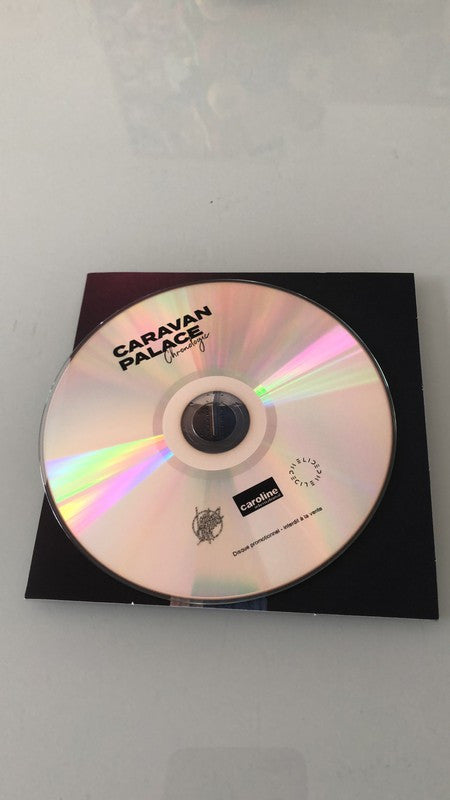 CARAVAN
PALACE
Chronologic
caroline
Disque promotionnel - interdit à la vente